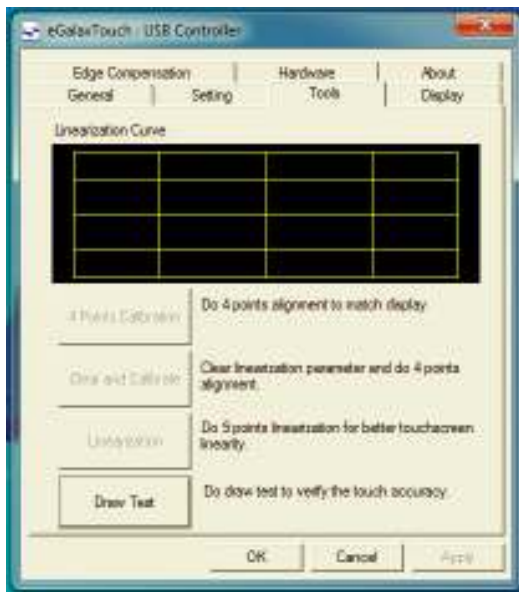 eGalaxTouch : USB Controller
Edge Compensation Hardware About
General Setting Tools Display
Linearization Curve
4 Points Calibration
Do 4 points alignment to match display.
Clear and Calibrate
Clear linearization parameter and do 4 points
alignment.
Linearization
Do 9 points linearization for better touchscreen
linearity.
Draw Test
Do draw test to verify the touch accuracy.
OK Cancel Apply